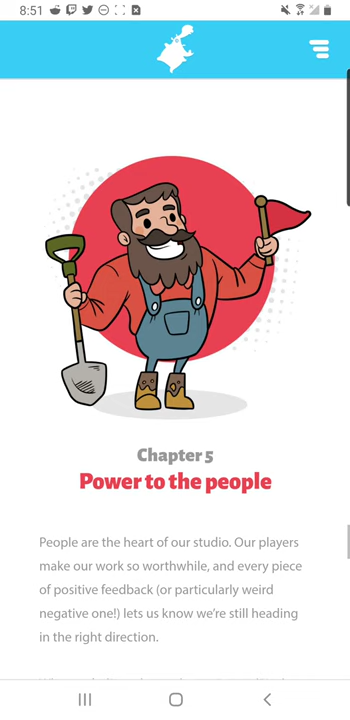 8:51
Chapter 5
Power to the people
People are the heart of our studio. Our players
make our work so worthwhile, and every piece
of positive feedback (or particularly weird
negative one!) lets us know we're still heading
in the right direction.